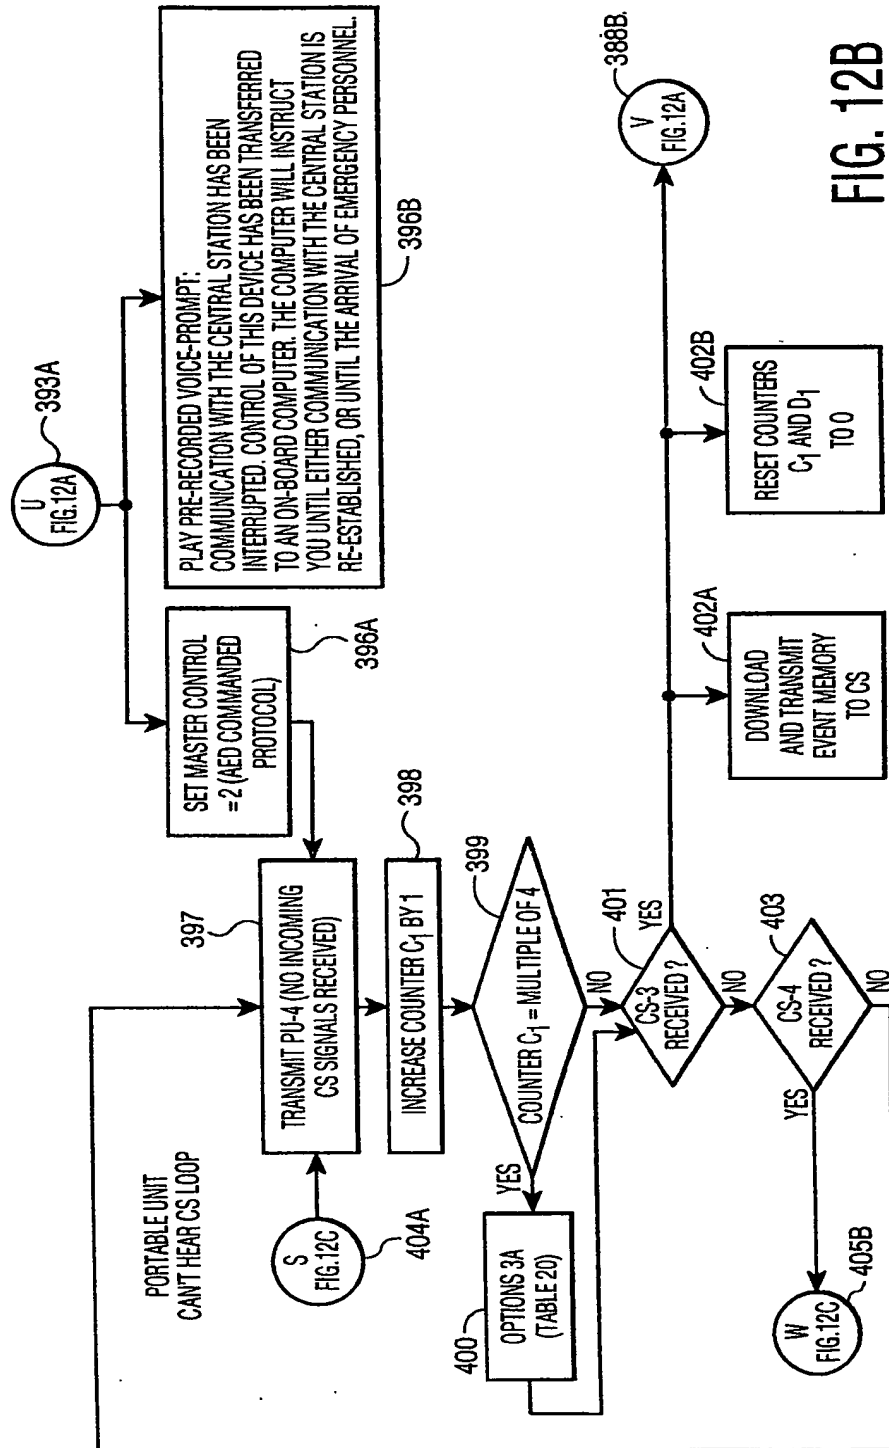 U
FIG.12A
393A
PLAY PRE-RECORDED VOICE-PROMPT:
COMMUNICATION WITH THE CENTRAL STATION HAS BEEN
INTERRUPTED. CONTROL OF THIS DEVICE HAS BEEN TRANSFERRED
TO AN ON-BOARD COMPUTER. THE COMPUTER WILL INSTRUCT
YOU UNTIL EITHER COMMUNICATION WITH THE CENTRAL STATION IS
RE-ESTABLISHED, OR UNTIL THE ARRIVAL OF EMERGENCY PERSONNEL.
396B
SET MASTER CONTROL
=2 (AED COMMANDED
PROTOCOL)
396A
PORTABLE UNIT
CAN'T HEAR CS LOOP
397
TRANSMIT PU-4 (NO INCOMING
CS SIGNALS RECEIVED)
S
FIG.12C
404A
INCREASE COUNTER C1 BY 1
398
COUNTER C1 = MULTIPLE OF 4
399
YES
NO
400
OPTIONS 3A
(TABLE 20)
CS-3
RECEIVED ?
401
YES
NO
CS-4
RECEIVED ?
403
YES
NO
W
FIG.12C
405B
DOWNLOAD
AND TRANSMIT
EVENT MEMORY
TO CS
402A
RESET COUNTERS
C1 AND D1
TO 0
402B
V
FIG.12A
388B.
FIG. 12B